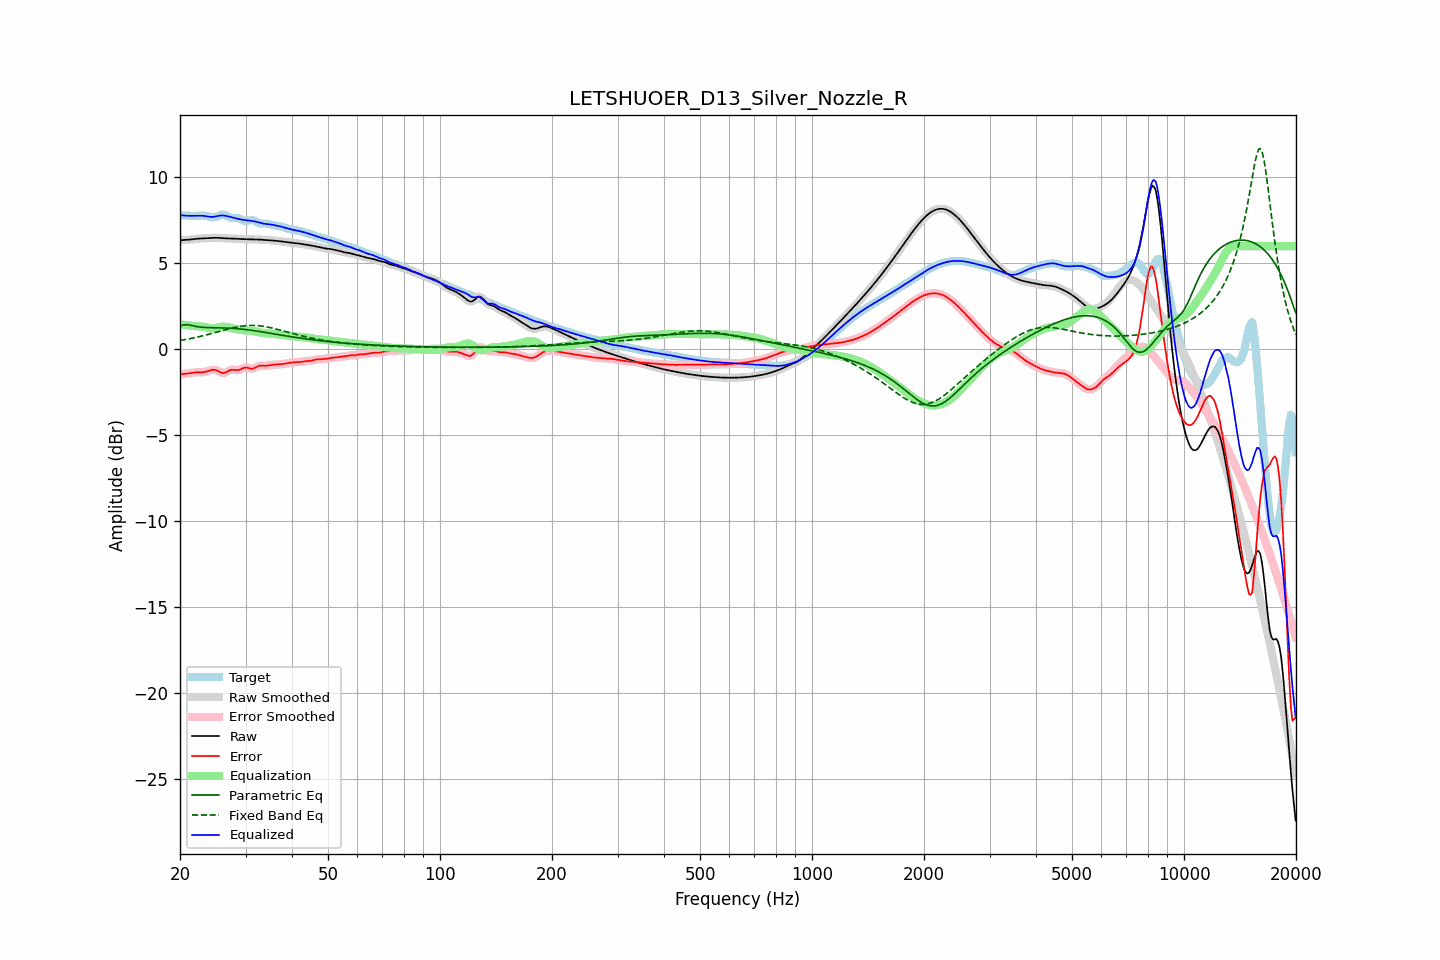 LETSHUOER_D13_Silver_Nozzle_R
Amplitude (dBr)
10
5
0
−5
−10
−15
−20
−25
Target
Raw Smoothed
Error Smoothed
Raw
Error
Equalization
Parametric Eq
Fixed Band Eq
Equalized
20 50 100 200 500 1000 2000 5000 10000 20000
Frequency (Hz)